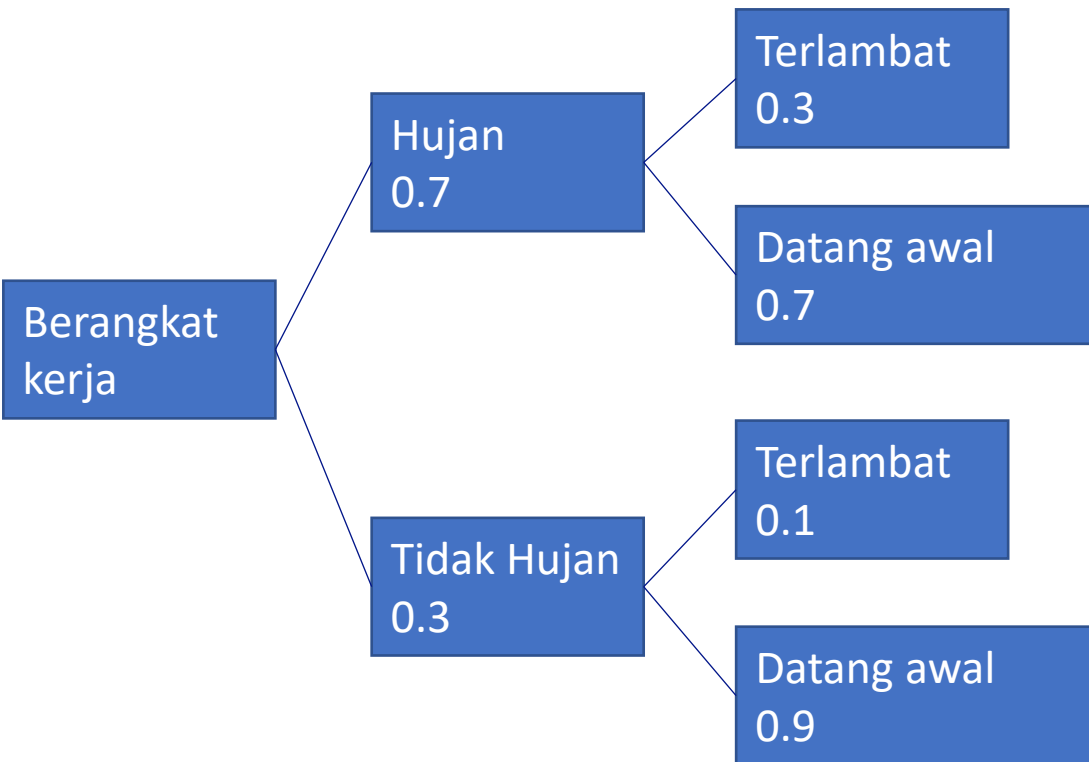 Berangkat
kerja
Hujan
0.7
Terlambat
0.3
Datang awal
0.7
Tidak Hujan
0.3
Terlambat
0.1
Datang awal
0.9